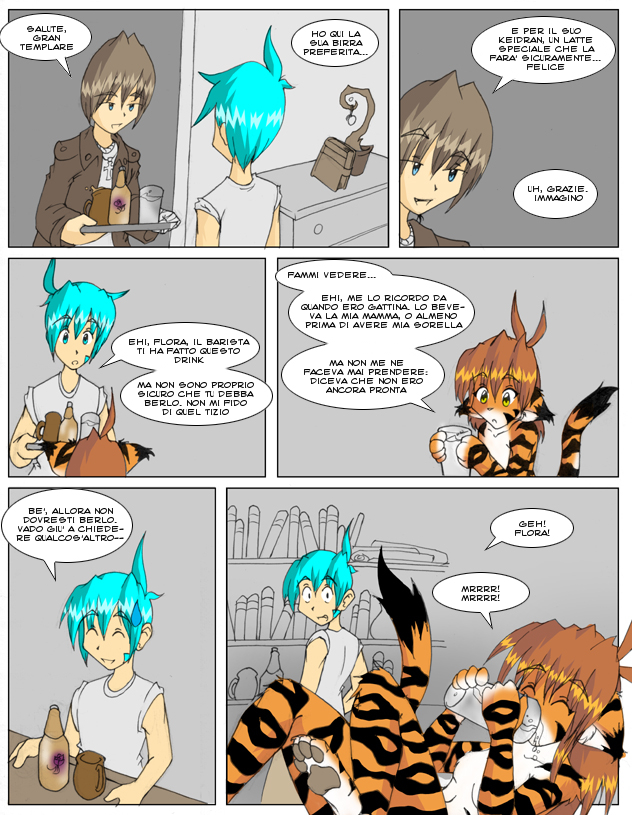 SALUTE,
GRAN
TEMPLARE
HO QUI LA
SUA BIRRA
PREFERITA...
E PER IL SUO
KEIDRAN, UN LATTE
SPECIALE CHE LA
FARA' SICURAMENTE...
FELICE
UH, GRAZIE.
IMMAGINO
EHI, FLORA, IL BARISTA
TI HA FATTO QUESTO
DRINK
MA NON SONO PROPRIO
SICURO CHE TU DEBBA
BERLO. NON MI FIDO
DI QUEL TIZIO
FAMMI VEDERE...
EHI, ME LO RICORDO DA
QUANDO ERO GATTINA. LO BEVE-
VA LA MIA MAMMA, O ALMENO
PRIMA DI AVERE MIA SORELLA
MA NON ME NE
FACEVA MAI PRENDERE:
DICEVA CHE NON ERO
ANCORA PRONTA
BE', ALLORA NON
DOVRESTI BERLO.
VADO GIU' A CHIEDE-
RE QUALCOS'ALTRO--
GEH!
FLORA!
MRRRR!
MRRRR!